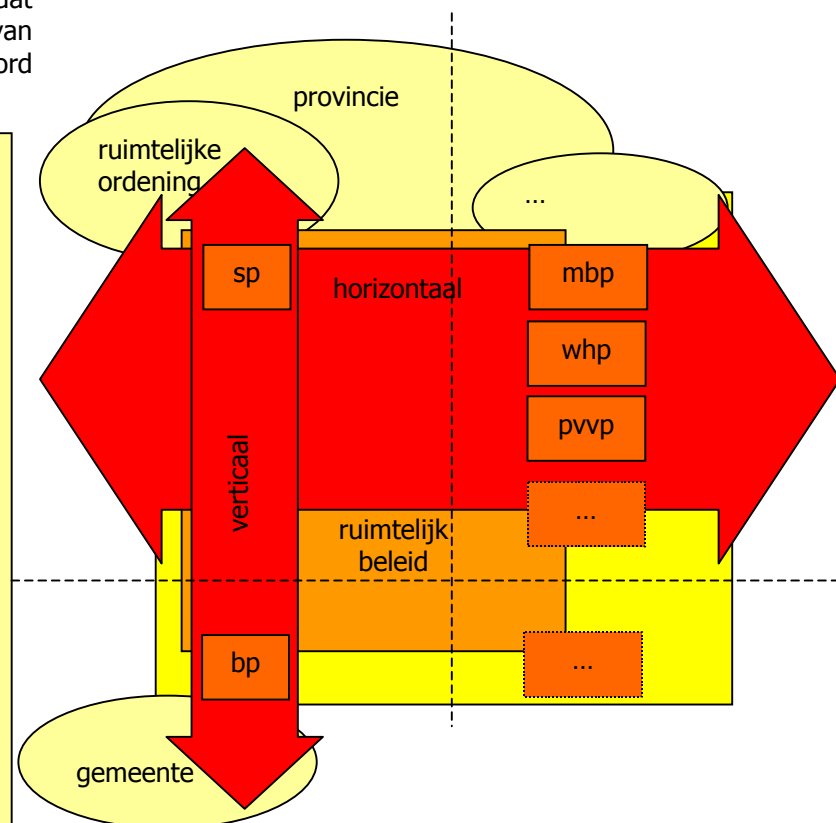 dat
van
ord
provincie
ruimtelijke
ordening
...
sp
horizontaal
mbp
whp
pvvp
verticaal
...
ruimtelijk
beleid
bp
...
gemeente